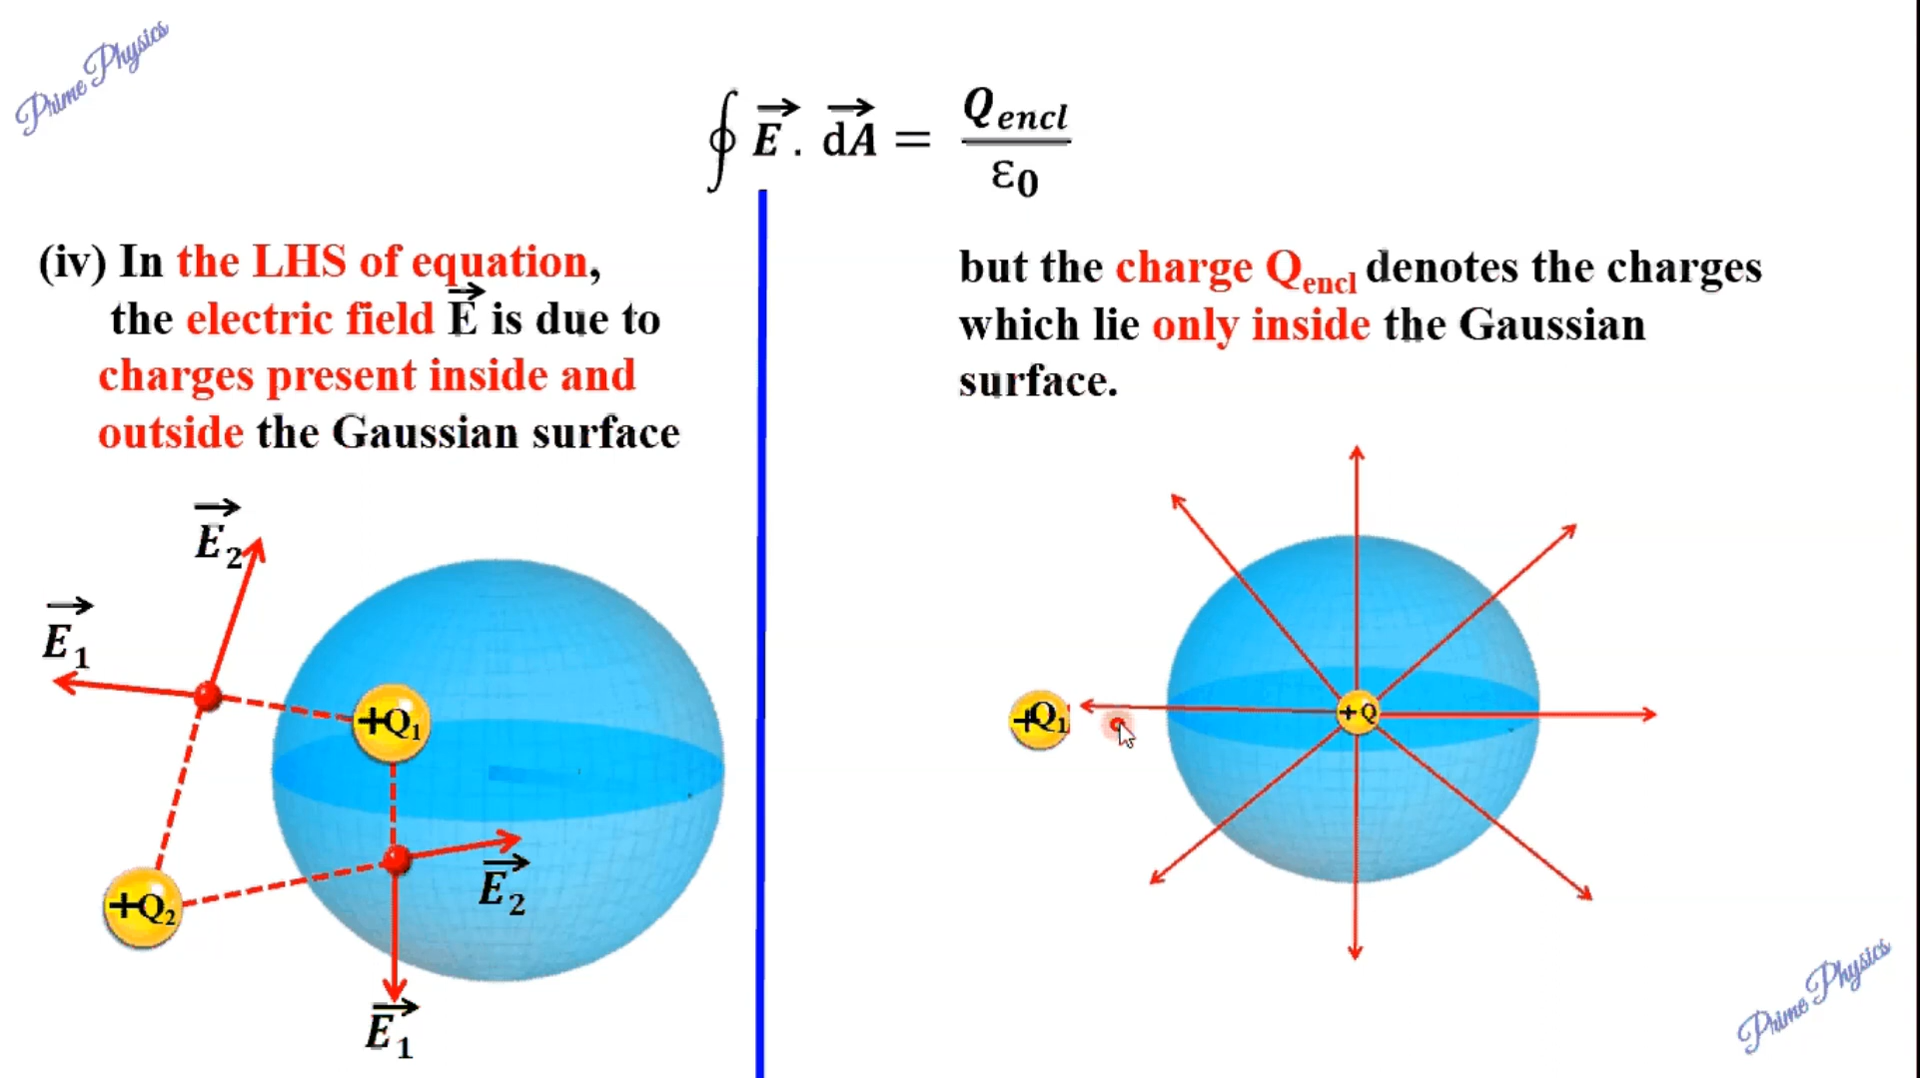 Prime Physics
∮ E⃗ . dA⃗ = Q_encl / ε₀
(iv) In the LHS of equation,
the electric field E⃗ is due to
charges present inside and
outside the Gaussian surface
but the charge Q_encl denotes the charges
which lie only inside the Gaussian
surface.
E⃗₂
E⃗₁
+Q₁
+Q₂
E⃗₂
E⃗₁
+Q₁
+Q
Prime Physics